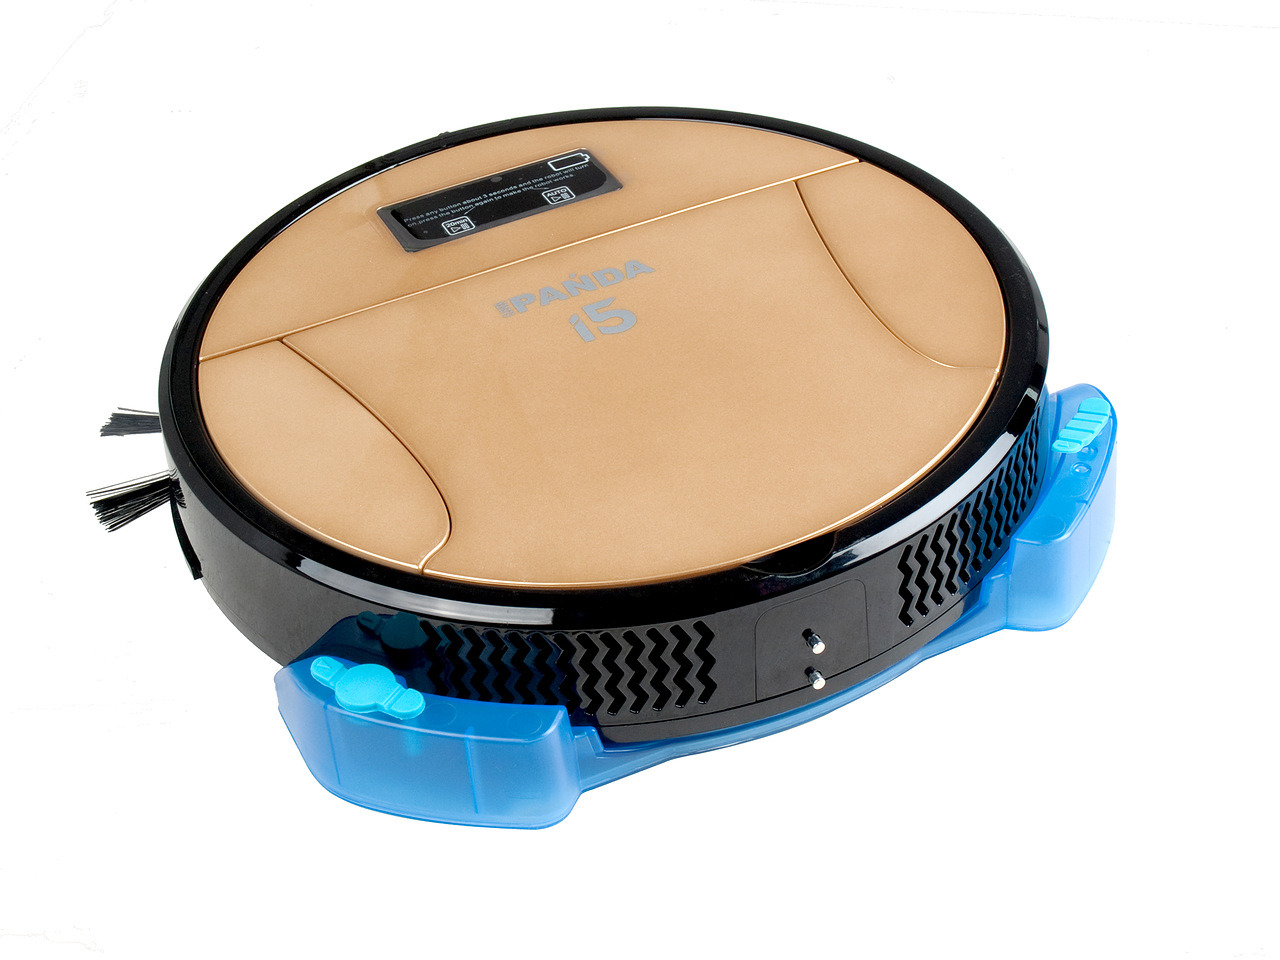 Press any button about 3 seconds and the robot will turn
on,press the button again to make the robot works.
20min
AUTO
PANDA
i5